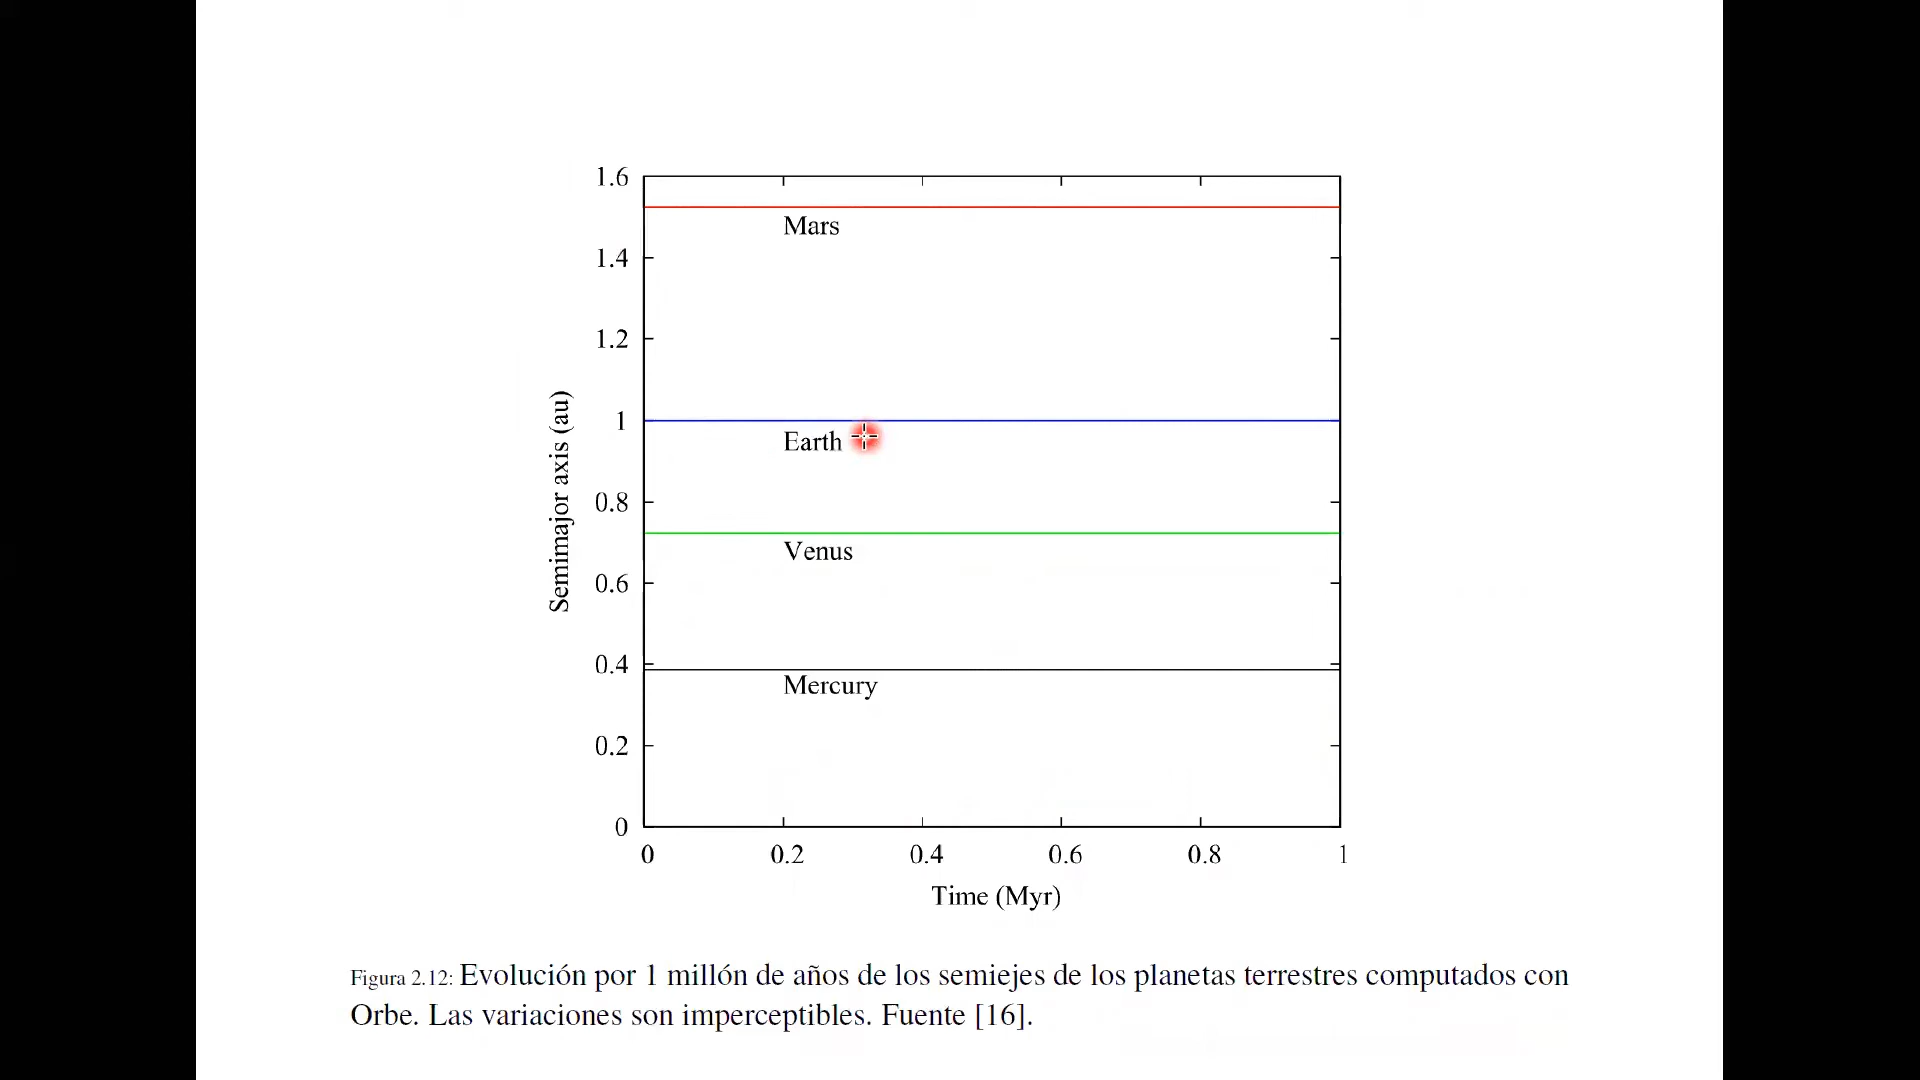 1.6
Mars
1.4
1.2
1
Earth
0.8
Venus
0.6
0.4
Mercury
0.2
0
0 0.2 0.4 0.6 0.8 1
Semimajor axis (au)
Time (Myr)
Figura 2.12: Evolución por 1 millón de años de los semiejes de los planetas terrestres computados con
Orbe. Las variaciones son imperceptibles. Fuente [16].